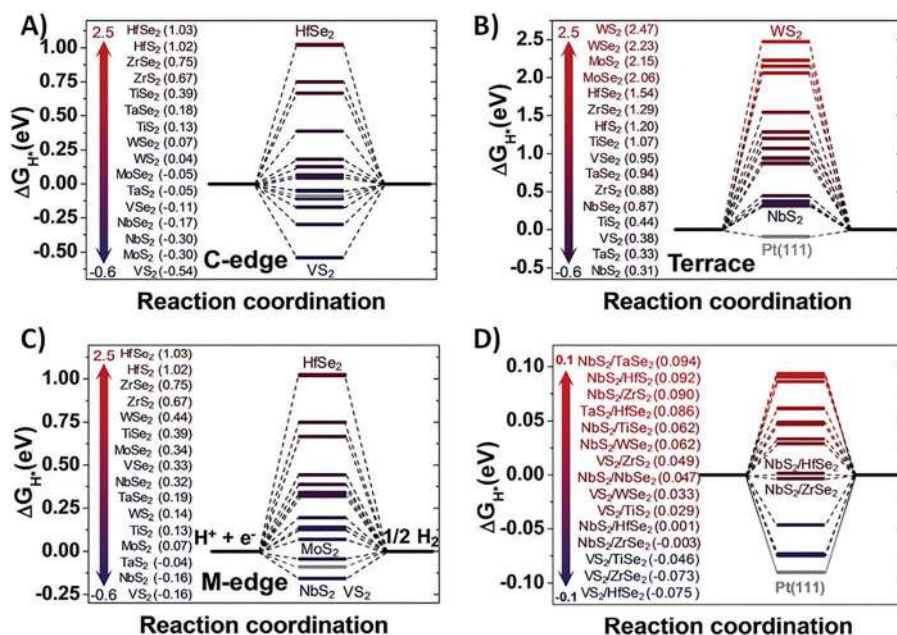 A)
2.5
HfSe₂ (1.03)
HfS₂ (1.02)
ZrSe₂ (0.75)
ZrS₂ (0.67)
TiSe₂ (0.39)
TaSe₂ (0.18)
TiS₂ (0.13)
WSe₂ (0.07)
WS₂ (0.04)
MoSe₂ (-0.05)
TaS₂ (-0.05)
VSe₂ (-0.11)
NbSe₂ (-0.17)
NbS₂ (-0.30)
MoS₂ (-0.30)
VS₂ (-0.54)
-0.6
ΔG_H*(eV)
1.00
0.75
0.50
0.25
0.00
-0.25
-0.50
HfSe₂
VS₂
C-edge
Reaction coordination
B)
2.5
WS₂ (2.47)
WSe₂ (2.23)
MoS₂ (2.15)
MoSe₂ (2.06)
HfSe₂ (1.54)
ZrSe₂ (1.29)
HfS₂ (1.20)
TiSe₂ (1.07)
VSe₂ (0.95)
TaSe₂ (0.94)
ZrS₂ (0.88)
NbSe₂ (0.87)
TiS₂ (0.44)
VS₂ (0.38)
TaS₂ (0.33)
NbS₂ (0.31)
-0.6
ΔG_H*(eV)
2.5
2.0
1.5
1.0
0.5
0.0
-0.5
WS₂
NbS₂
Pt(111)
Terrace
Reaction coordination
C)
2.5
HfSe₂ (1.03)
HfS₂ (1.02)
ZrSe₂ (0.75)
ZrS₂ (0.67)
WSe₂ (0.44)
TiSe₂ (0.39)
MoSe₂ (0.34)
VSe₂ (0.33)
NbSe₂ (0.32)
TaSe₂ (0.19)
WS₂ (0.14)
TiS₂ (0.13)
MoS₂ (0.07)
TaS₂ (-0.04)
NbS₂ (-0.16)
VS₂ (-0.16)
-0.6
ΔG_H*(eV)
1.00
0.75
0.50
0.25
0.00
-0.25
HfSe₂
H⁺ + e⁻
1/2 H₂
MoS₂
NbS₂ VS₂
M-edge
Reaction coordination
D)
0.1
NbS₂/TaSe₂ (0.094)
NbS₂/HfS₂ (0.092)
NbS₂/ZrS₂ (0.090)
TaS₂/HfSe₂ (0.086)
NbS₂/TiSe₂ (0.062)
NbS₂/WSe₂ (0.062)
VS₂/ZrS₂ (0.049)
NbS₂/NbSe₂ (0.047)
VS₂/WSe₂ (0.033)
VS₂/TiS₂ (0.029)
NbS₂/HfSe₂ (0.001)
NbS₂/ZrSe₂ (-0.003)
VS₂/TiSe₂ (-0.046)
VS₂/ZrSe₂ (-0.073)
VS₂/HfSe₂ (-0.075)
-0.1
ΔG_H*(eV)
0.10
0.05
0.00
-0.05
-0.10
NbS₂/HfSe₂
NbS₂/ZrSe₂
Pt(111)
Reaction coordination